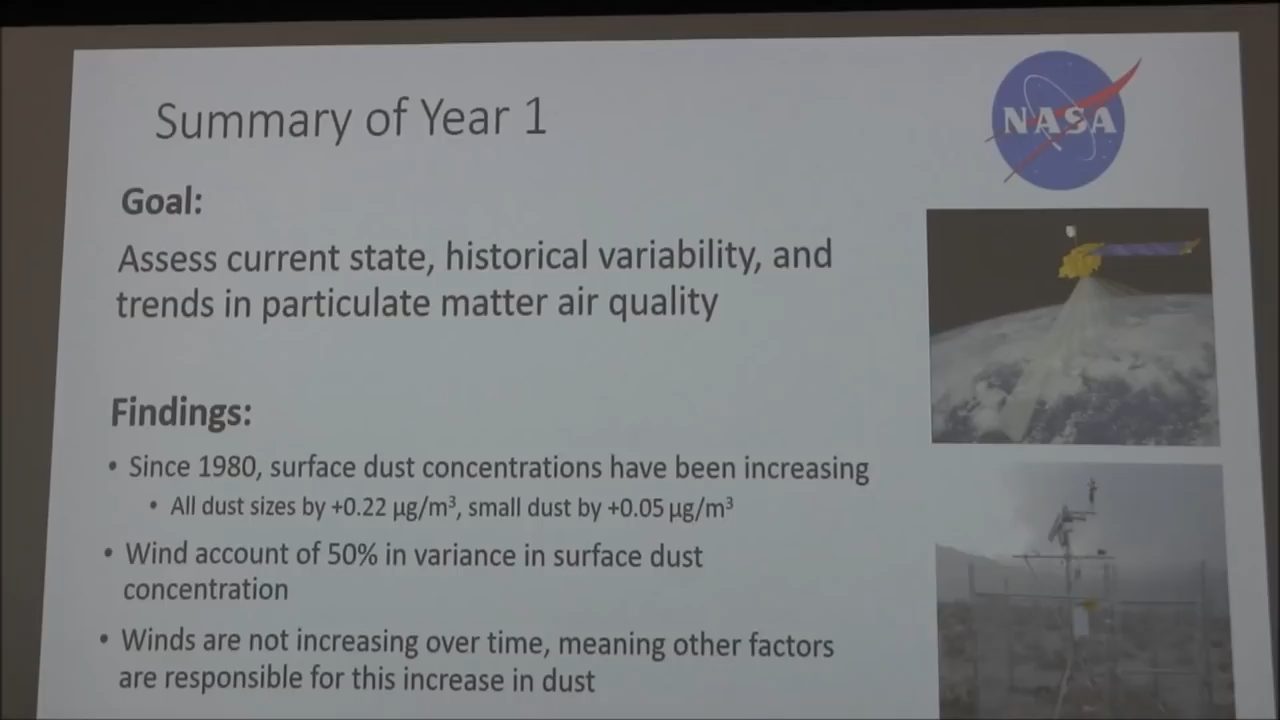 Summary of Year 1
NASA
Goal:
Assess current state, historical variability, and
trends in particulate matter air quality
Findings:
• Since 1980, surface dust concentrations have been increasing
• All dust sizes by +0.22 µg/m³, small dust by +0.05 µg/m³
• Wind account of 50% in variance in surface dust
concentration
• Winds are not increasing over time, meaning other factors
are responsible for this increase in dust